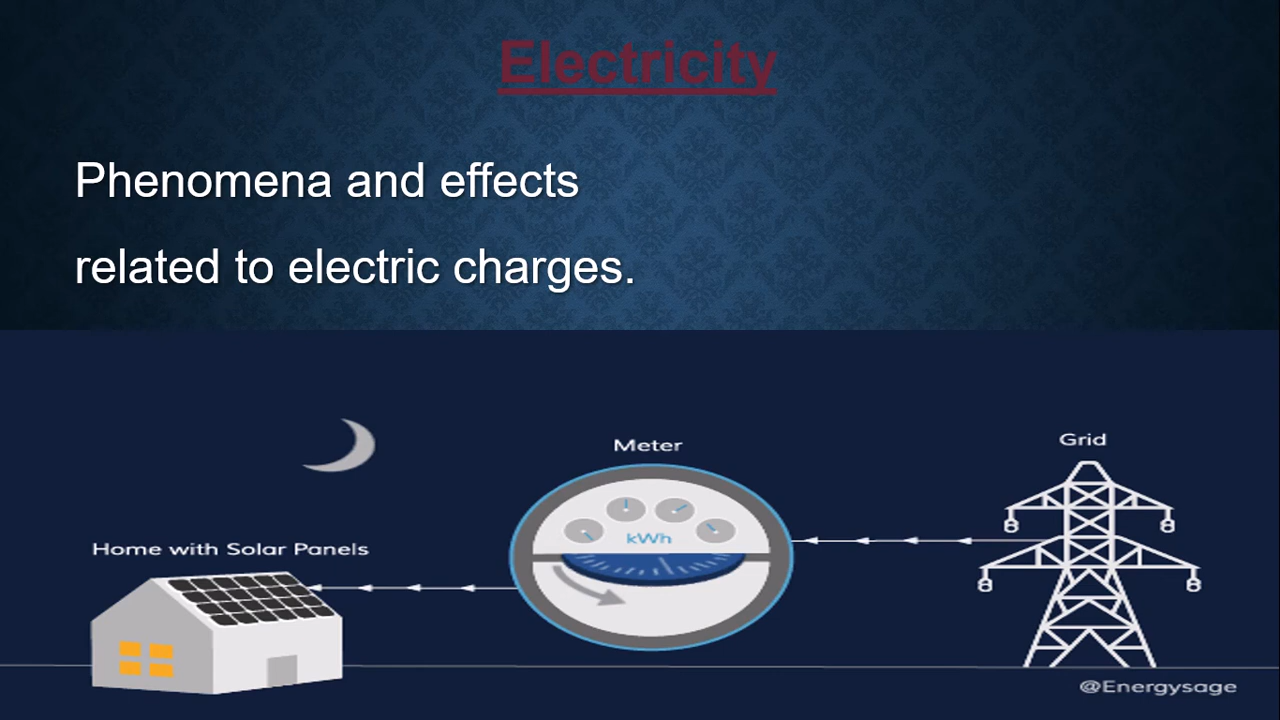 Electricity
Phenomena and effects
related to electric charges.
Meter
Grid
kWh
Home with Solar Panels
@Energysage